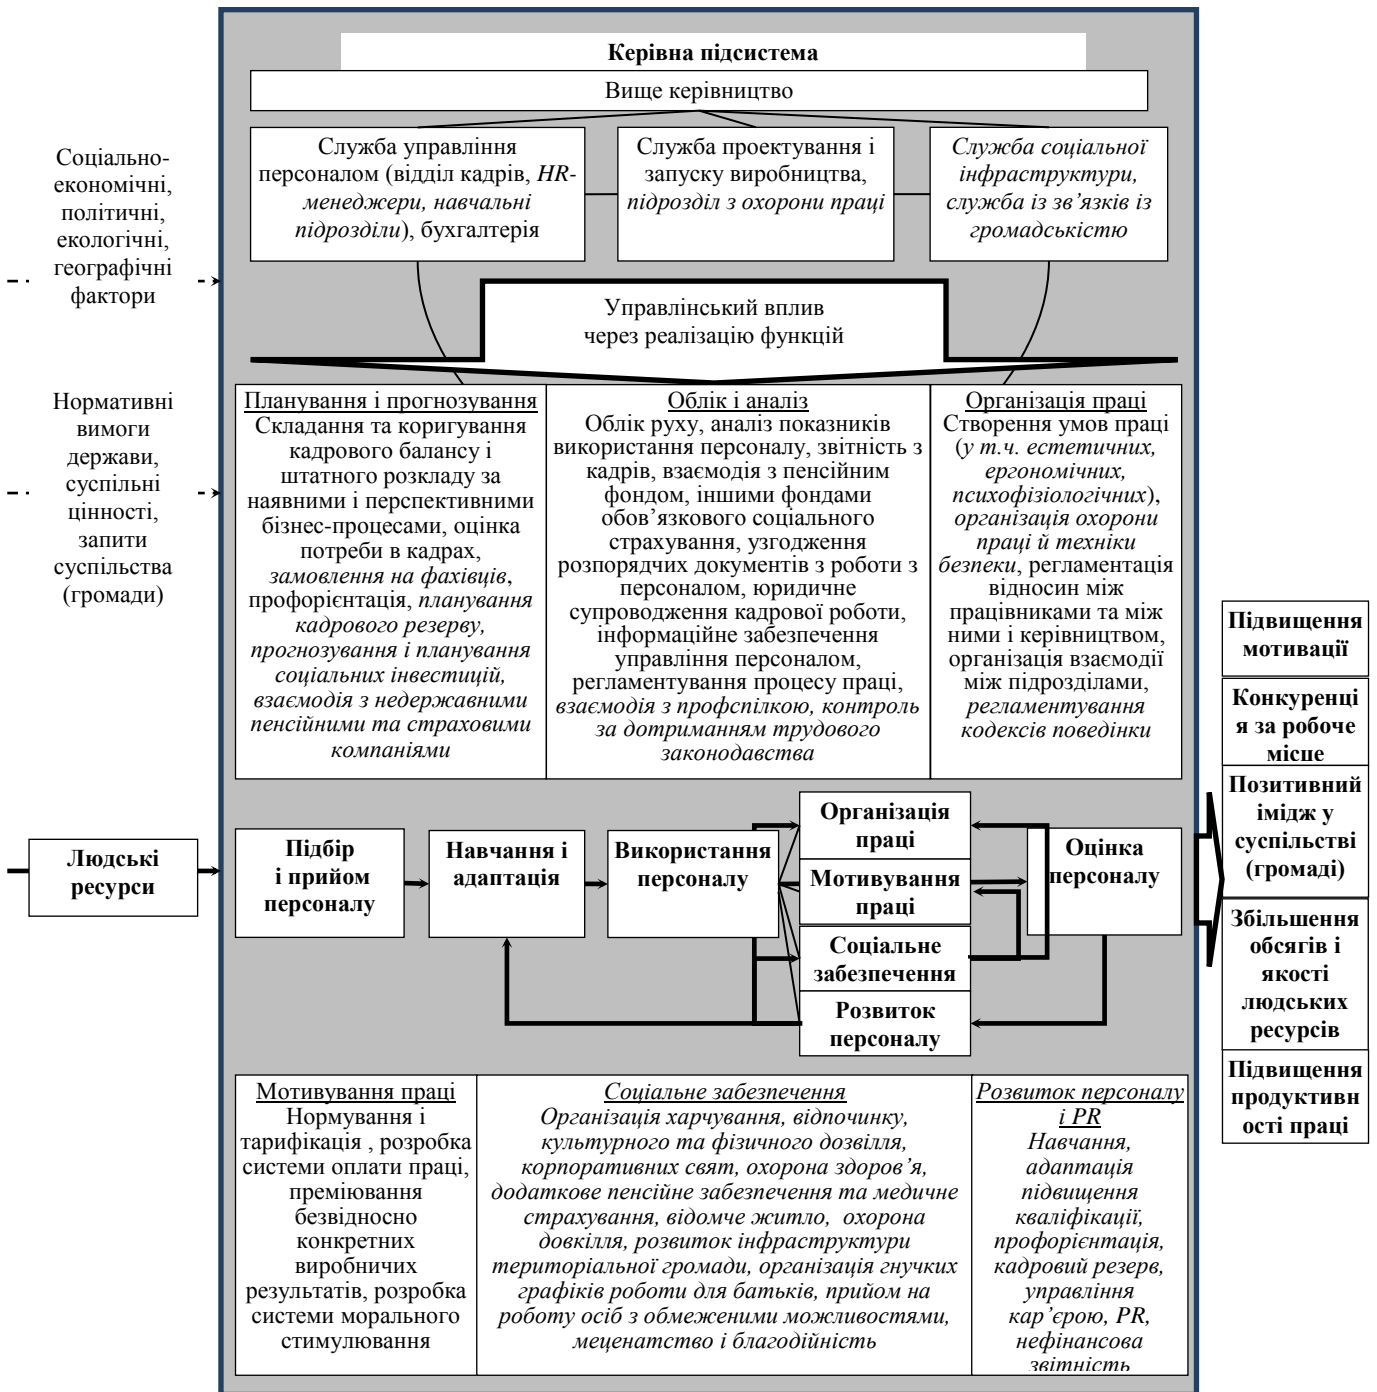 Керівна підсистема
Вище керівництво
Служба управління
персоналом (відділ кадрів, HR-
менеджери, навчальні
підрозділи), бухгалтерія
Служба проектування і
запуску виробництва,
підрозділ з охорони праці
Служба соціальної
інфраструктури,
служба із зв’язків із
громадськістю
Соціально-
економічні,
політичні,
екологічні,
географічні
фактори
Управлінський вплив
через реалізацію функцій
Нормативні
вимоги
держави,
суспільні
цінності,
запити
суспільства
(громади)
Планування і прогнозування
Складання та коригування
кадрового балансу і
штатного розкладу за
наявними і перспективними
бізнес-процесами, оцінка
потреби в кадрах,
замовлення на фахівців,
профорієнтація, планування
кадрового резерву,
прогнозування і планування
соціальних інвестицій,
взаємодія з недержавними
пенсійними та страховими
компаніями
Облік і аналіз
Облік руху, аналіз показників
використання персоналу, звітність з
кадрів, взаємодія з пенсійним
фондом, іншими фондами
обов’язкового соціального
страхування, узгодження
розпорядчих документів з роботи з
персоналом, юридичне
супроводження кадрової роботи,
інформаційне забезпечення
управління персоналом,
регламентування процесу праці,
взаємодія з профспілкою, контроль
за дотриманням трудового
законодавства
Організація праці
Створення умов праці
(у т.ч. естетичних,
ергономічних,
психофізіологічних),
організація охорони
праці й техніки
безпеки, регламентація
відносин між
працівниками та між
ними і керівництвом,
організація взаємодії
між підрозділами,
регламентування
кодексів поведінки
Людські
ресурси
Підбір
і прийом
персоналу
Навчання і
адаптація
Використання
персоналу
Організація
праці
Мотивування
праці
Соціальне
забезпечення
Розвиток
персоналу
Оцінка
персоналу
Підвищення
мотивації
Конкуренці
я за робоче
місце
Позитивний
імідж у
суспільстві
(громаді)
Збільшення
обсягів і
якості
людських
ресурсів
Підвищення
продуктивн
ості праці
Мотивування праці
Нормування і
тарифікація , розробка
системи оплати праці,
преміювання
безвідносно
конкретних
виробничих
результатів, розробка
системи морального
стимулювання
Соціальне забезпечення
Організація харчування, відпочинку,
культурного та фізичного дозвілля,
корпоративних свят, охорона здоров’я,
додаткове пенсійне забезпечення та медичне
страхування, відомче житло, охорона
довкілля, розвиток інфраструктури
територіальної громади, організація гнучких
графіків роботи для батьків, прийом на
роботу осіб з обмеженими можливостями,
меценатство і благодійність
Розвиток персоналу
і PR
Навчання,
адаптація
підвищення
кваліфікації,
профорієнтація,
кадровий резерв,
управління
кар’єрою, PR,
нефінансова
звітність